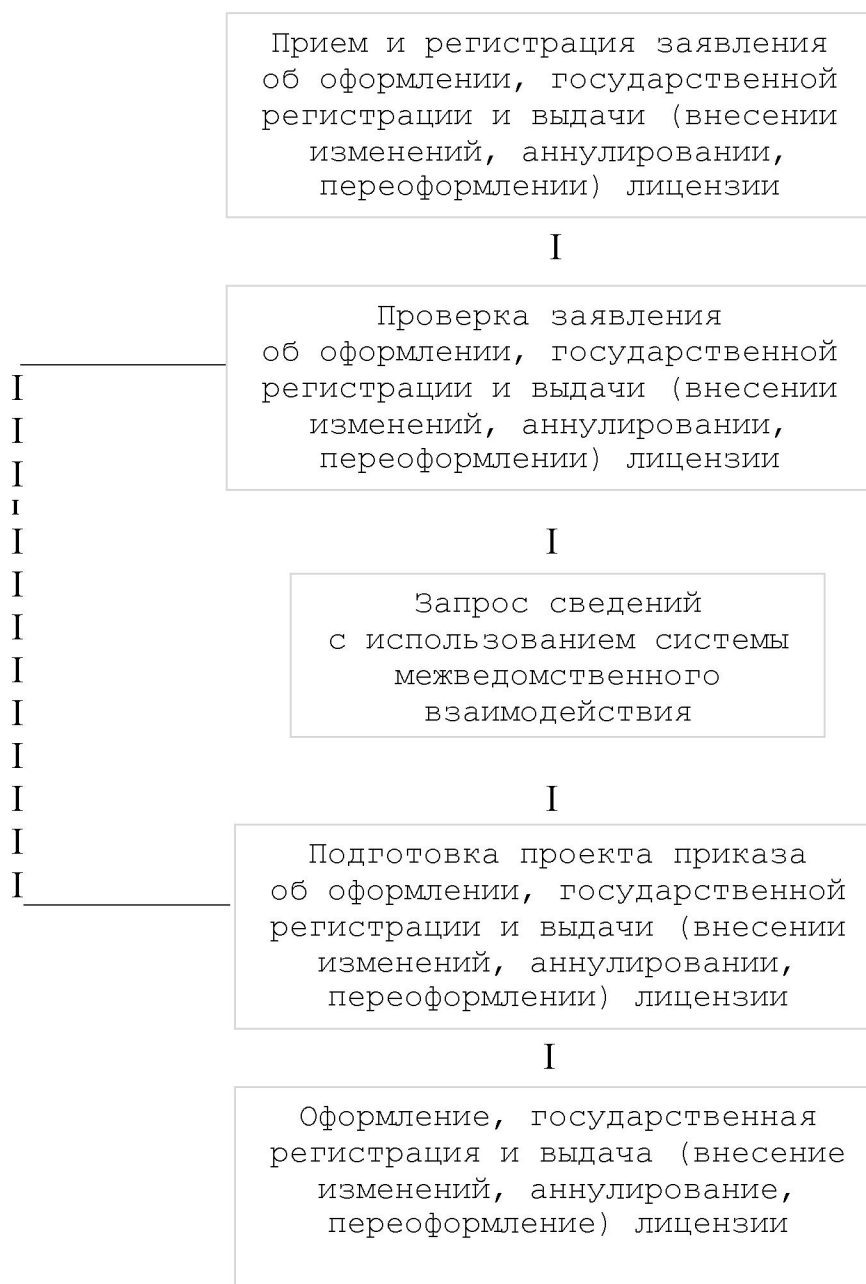 Прием и регистрация заявления
об оформлении, государственной
регистрации и выдачи (внесении
изменений, аннулировании,
переоформлении) лицензии
I
Проверка заявления
об оформлении, государственной
регистрации и выдачи (внесении
изменений, аннулировании,
переоформлении) лицензии
I
I
I
I
I
I
I
I
I
I
I
I
I
I
Запрос сведений
с использованием системы
межведомственного
взаимодействия
I
Подготовка проекта приказа
об оформлении, государственной
регистрации и выдачи (внесении
изменений, аннулировании,
переоформлении) лицензии
I
Оформление, государственная
регистрация и выдача (внесение
изменений, аннулирование,
переоформление) лицензии